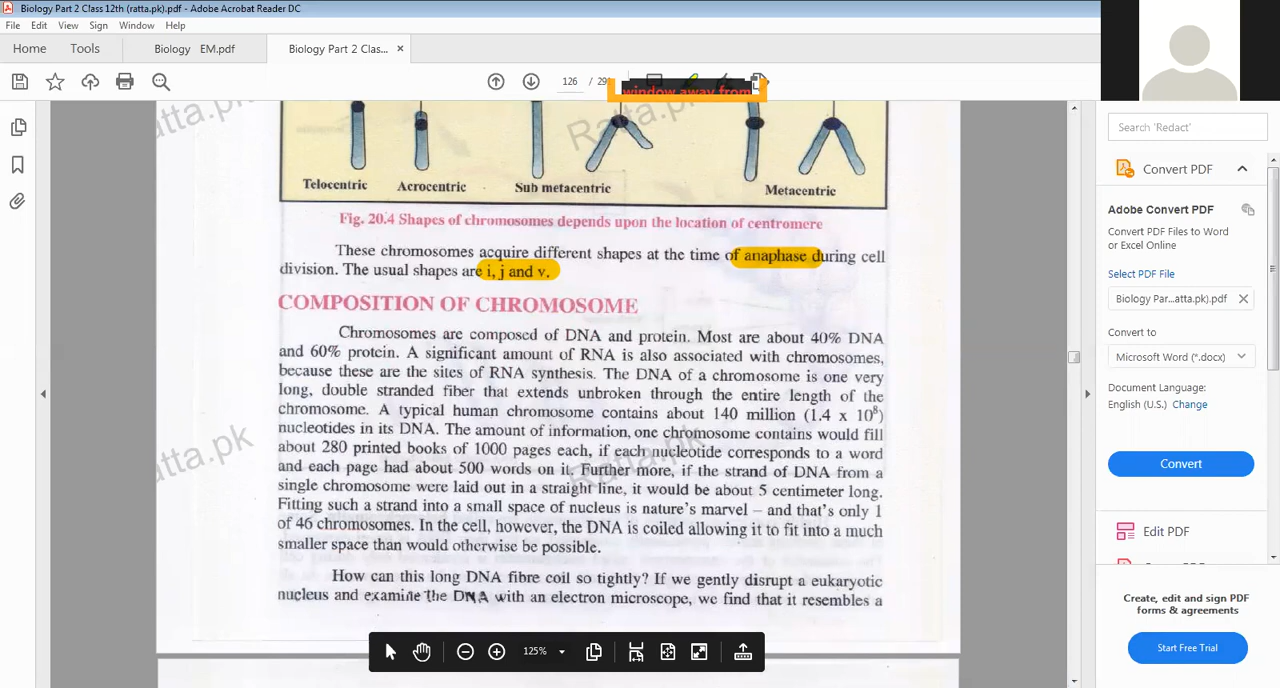 Biology Part 2 Class 12th (ratta.pk).pdf - Adobe Acrobat Reader DC
File Edit View Sign Window Help
Home Tools Biology EM.pdf Biology Part 2 Clas... ×
126 / 29
window away from
Ratta.pk Ratta.pk
Telocentric Acrocentric Sub metacentric Metacentric
Fig. 20.4 Shapes of chromosomes depends upon the location of centromere
These chromosomes acquire different shapes at the time of anaphase during cell
division. The usual shapes are i, j and v.
COMPOSITION OF CHROMOSOME
Chromosomes are composed of DNA and protein. Most are about 40% DNA
and 60% protein. A significant amount of RNA is also associated with chromosomes,
because these are the sites of RNA synthesis. The DNA of a chromosome is one very
long, double stranded fiber that extends unbroken through the entire length of the
chromosome. A typical human chromosome contains about 140 million (1.4 x 10⁸)
nucleotides in its DNA. The amount of information, one chromosome contains would fill
about 280 printed books of 1000 pages each, if each nucleotide corresponds to a word
and each page had about 500 words on it. Further more, if the strand of DNA from a
single chromosome were laid out in a straight line, it would be about 5 centimeter long.
Fitting such a strand into a small space of nucleus is nature's marvel – and that's only 1
of 46 chromosomes. In the cell, however, the DNA is coiled allowing it to fit into a much
smaller space than would otherwise be possible.
How can this long DNA fibre coil so tightly? If we gently disrupt a eukaryotic
nucleus and examine the DNA with an electron microscope, we find that it resembles a
Ratta.pk Ratta.pk
125%
Search 'Redact'
Convert PDF
Adobe Convert PDF
Convert PDF Files to Word
or Excel Online
Select PDF File
Biology Par...atta.pk).pdf
Convert to
Microsoft Word (*.docx)
Document Language:
English (U.S.) Change
Convert
Edit PDF
Create, edit and sign PDF
forms & agreements
Start Free Trial